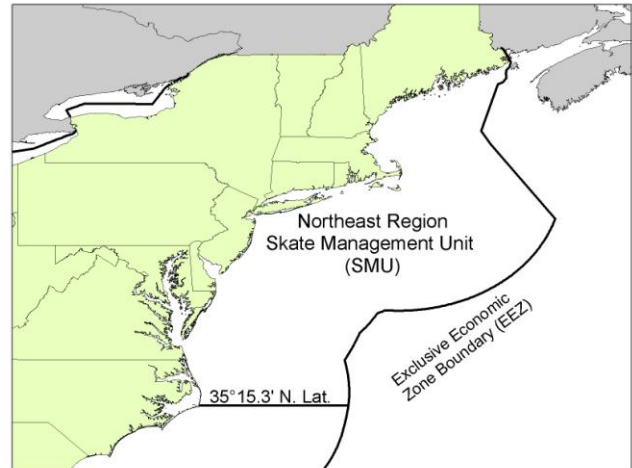 Northeast Region
Skate Management Unit
(SMU)
Exclusive Economic
Zone Boundary (EEZ)
35°15.3' N. Lat.